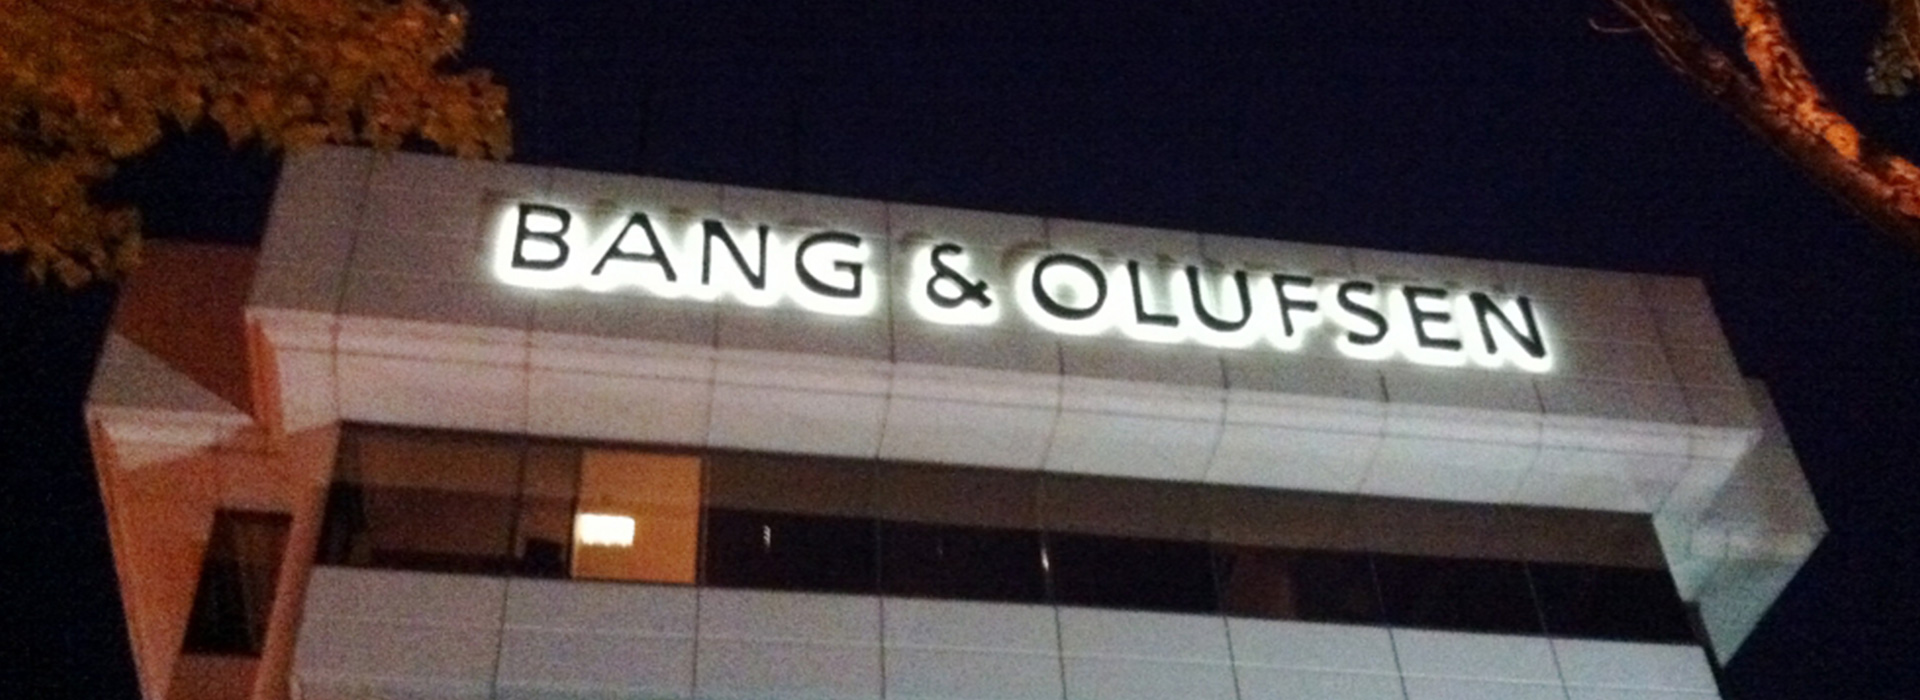 BANG & OLUFSEN